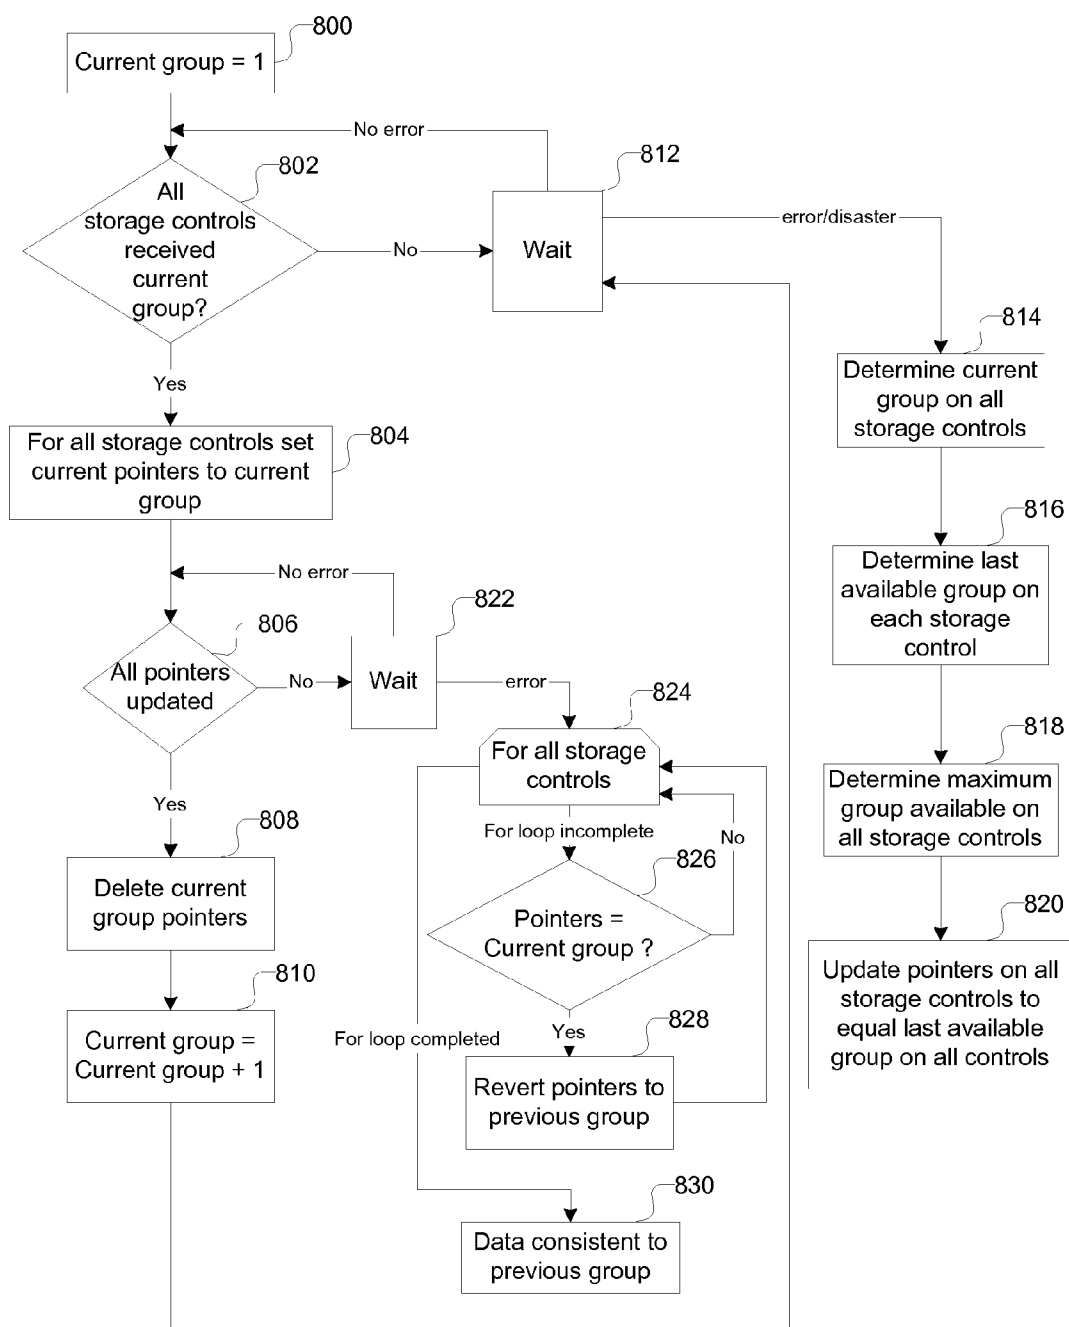 800
Current group = 1
No error
802
All
storage controls
received
current
group?
No
812
Wait
error/disaster
814
Determine current
group on all
storage controls
Yes
For all storage controls set
current pointers to current
group
804
816
Determine last
available group on
each storage
control
No error
806
All pointers
updated
No
822
Wait
error
824
For all storage
controls
818
Determine maximum
group available on
all storage controls
Yes
808
Delete current
group pointers
For loop incomplete
No
826
Pointers =
Current group ?
820
Update pointers on all
storage controls to
equal last available
group on all controls
810
Current group =
Current group + 1
For loop completed
Yes
828
Revert pointers to
previous group
830
Data consistent to
previous group